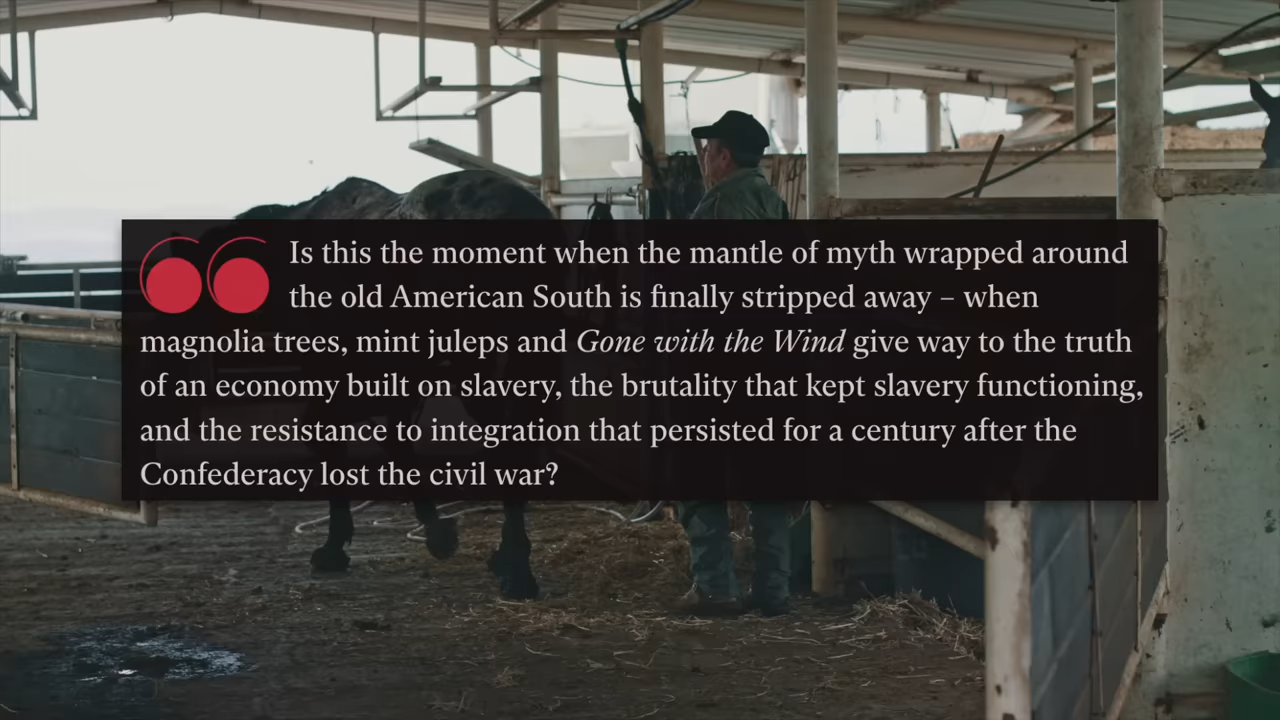 Is this the moment when the mantle of myth wrapped around
the old American South is finally stripped away – when
magnolia trees, mint juleps and Gone with the Wind give way to the truth
of an economy built on slavery, the brutality that kept slavery functioning,
and the resistance to integration that persisted for a century after the
Confederacy lost the civil war?